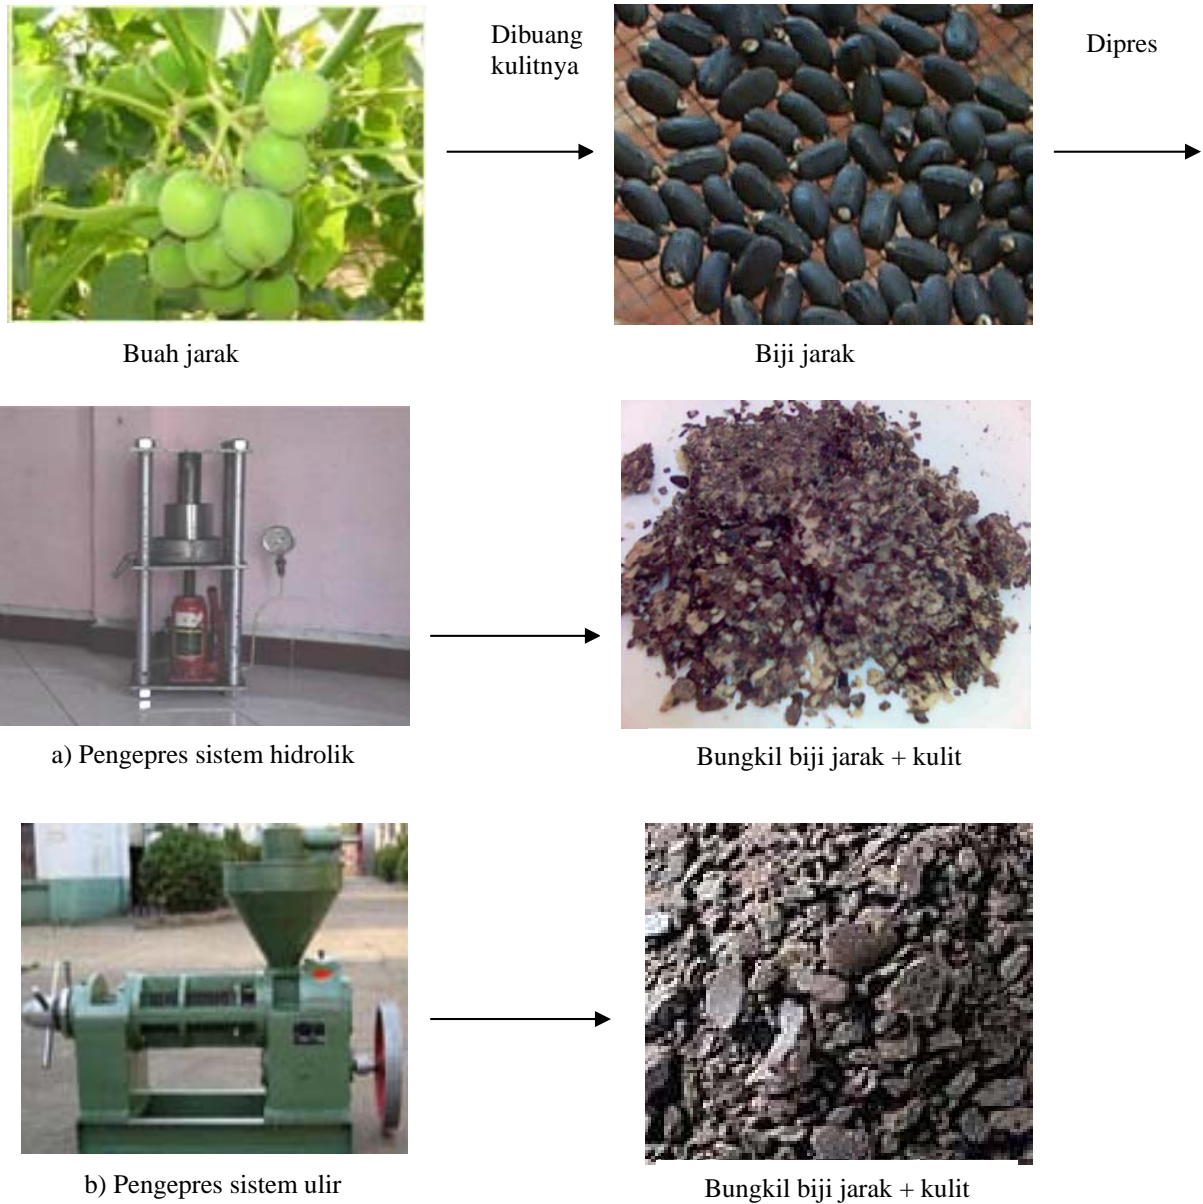 Dibuang
kulitnya
Dipres
Buah jarak
Biji jarak
a) Pengepres sistem hidrolik
Bungkil biji jarak + kulit
b) Pengepres sistem ulir
Bungkil biji jarak + kulit